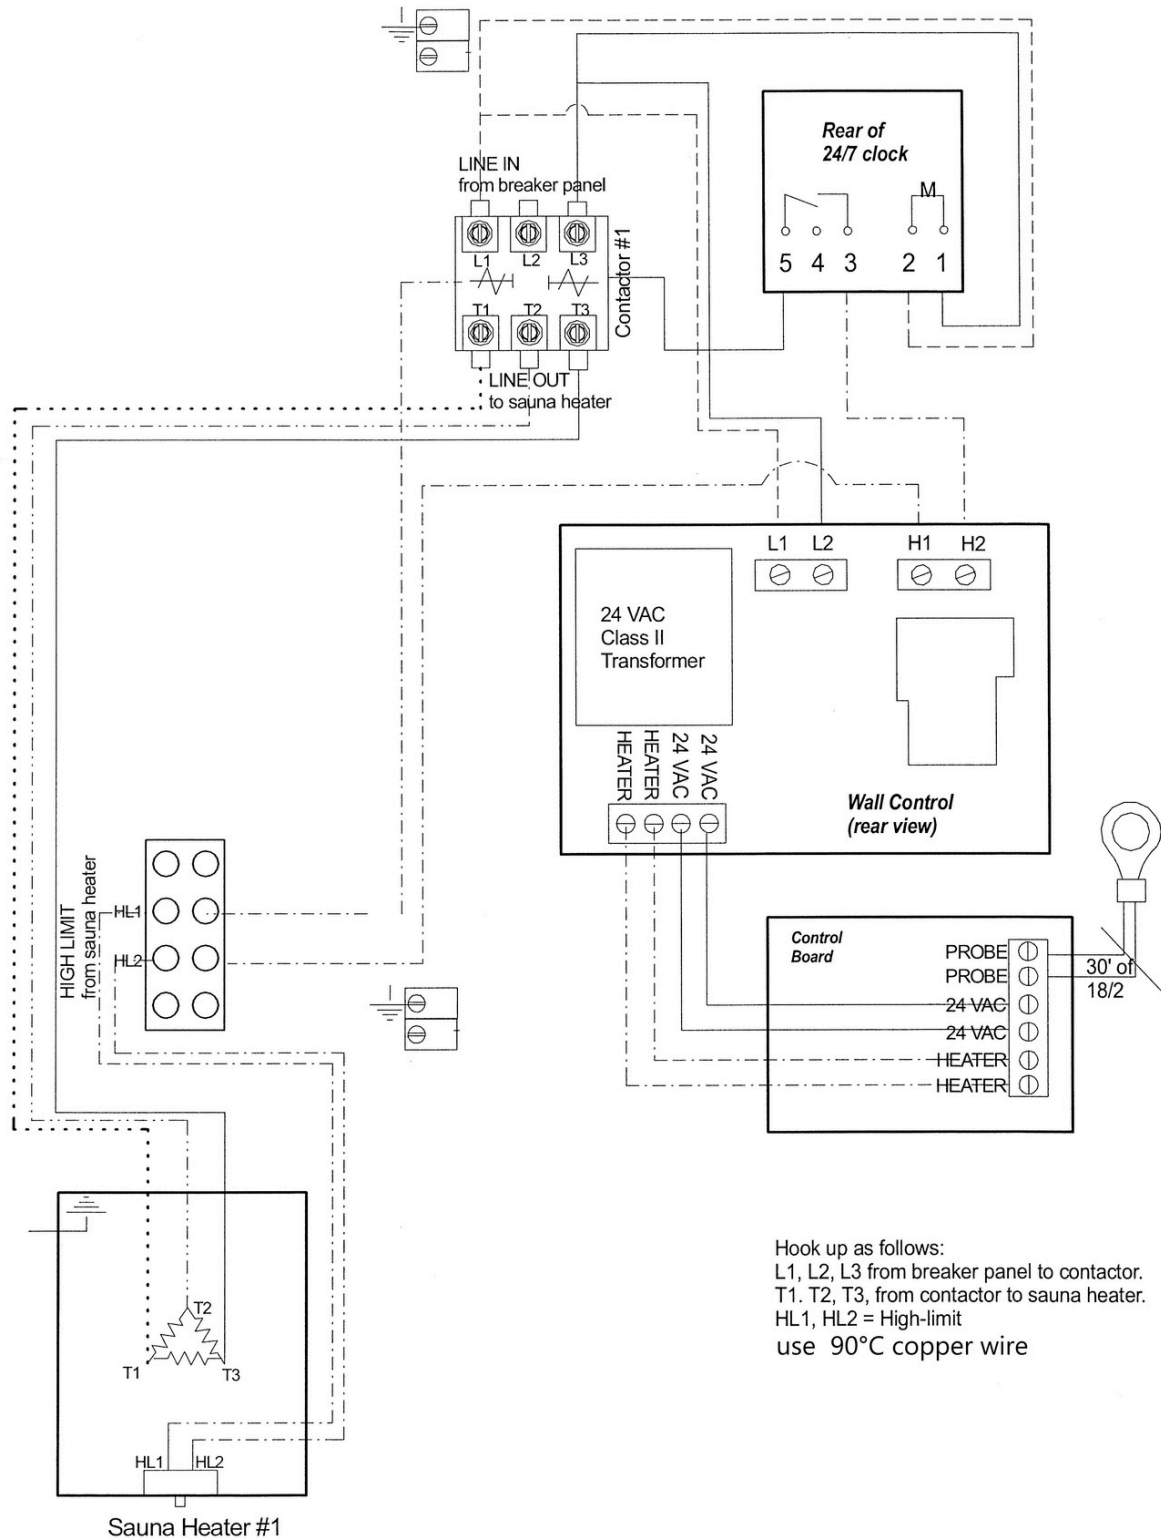 LINE IN
from breaker panel
L1 L2 L3
T1 T2 T3
Contactor #1
LINE OUT
to sauna heater
Rear of
24/7 clock
M
5 4 3 2 1
L1 L2 H1 H2
24 VAC
Class II
Transformer
HEATER
HEATER
24 VAC
24 VAC
Wall Control
(rear view)
HIGH LIMIT
from sauna heater
HL1
HL2
Control
Board
PROBE
PROBE
24 VAC
24 VAC
HEATER
HEATER
30' of
18/2
T2
T1 T3
HL1 HL2
Sauna Heater #1
Hook up as follows:
L1, L2, L3 from breaker panel to contactor.
T1. T2, T3, from contactor to sauna heater.
HL1, HL2 = High-limit
use 90°C copper wire